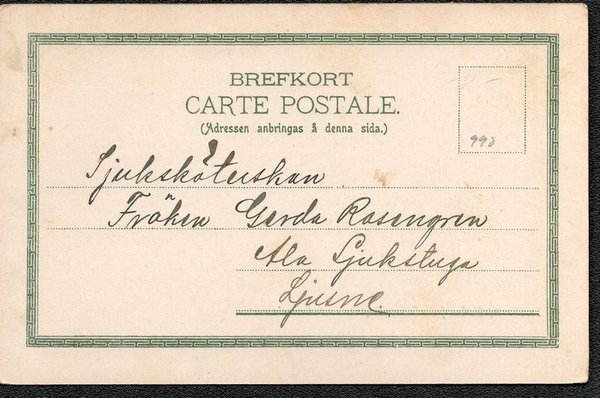 BREFKORT
CARTE POSTALE.
(Adressen anbringas å denna sida.)
998
Sjuksköterskan
Fröken Gerda Rosengren
Ala Sjukstuga
Ljusne.